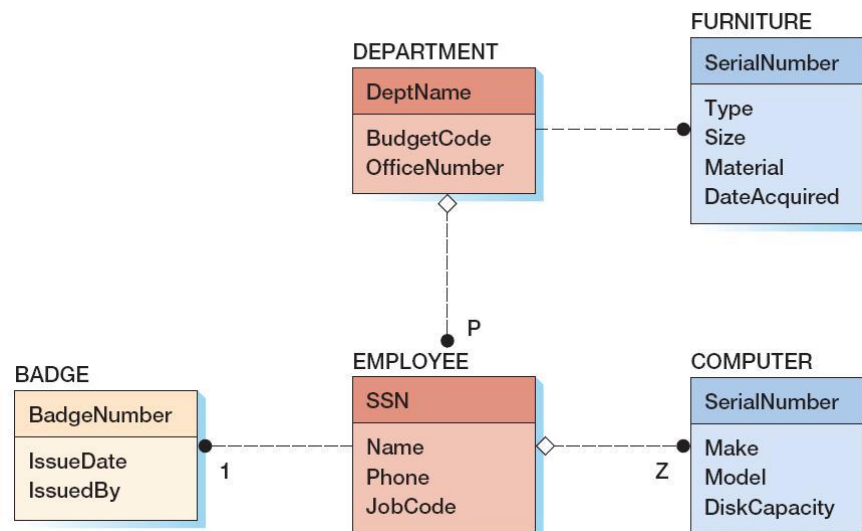 FURNITURE
SerialNumber
Type
Size
Material
DateAcquired
DEPARTMENT
DeptName
BudgetCode
OfficeNumber
P
BADGE
BadgeNumber
IssueDate
IssuedBy
1
EMPLOYEE
SSN
Name
Phone
JobCode
Z
COMPUTER
SerialNumber
Make
Model
DiskCapacity